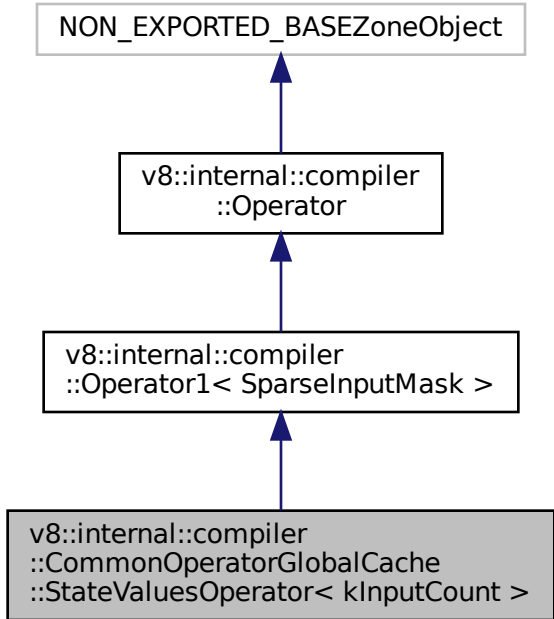 NON_EXPORTED_BASEZoneObject
v8::internal::compiler
::Operator
v8::internal::compiler
::Operator1< SparseInputMask >
v8::internal::compiler
::CommonOperatorGlobalCache
::StateValuesOperator< kInputCount >